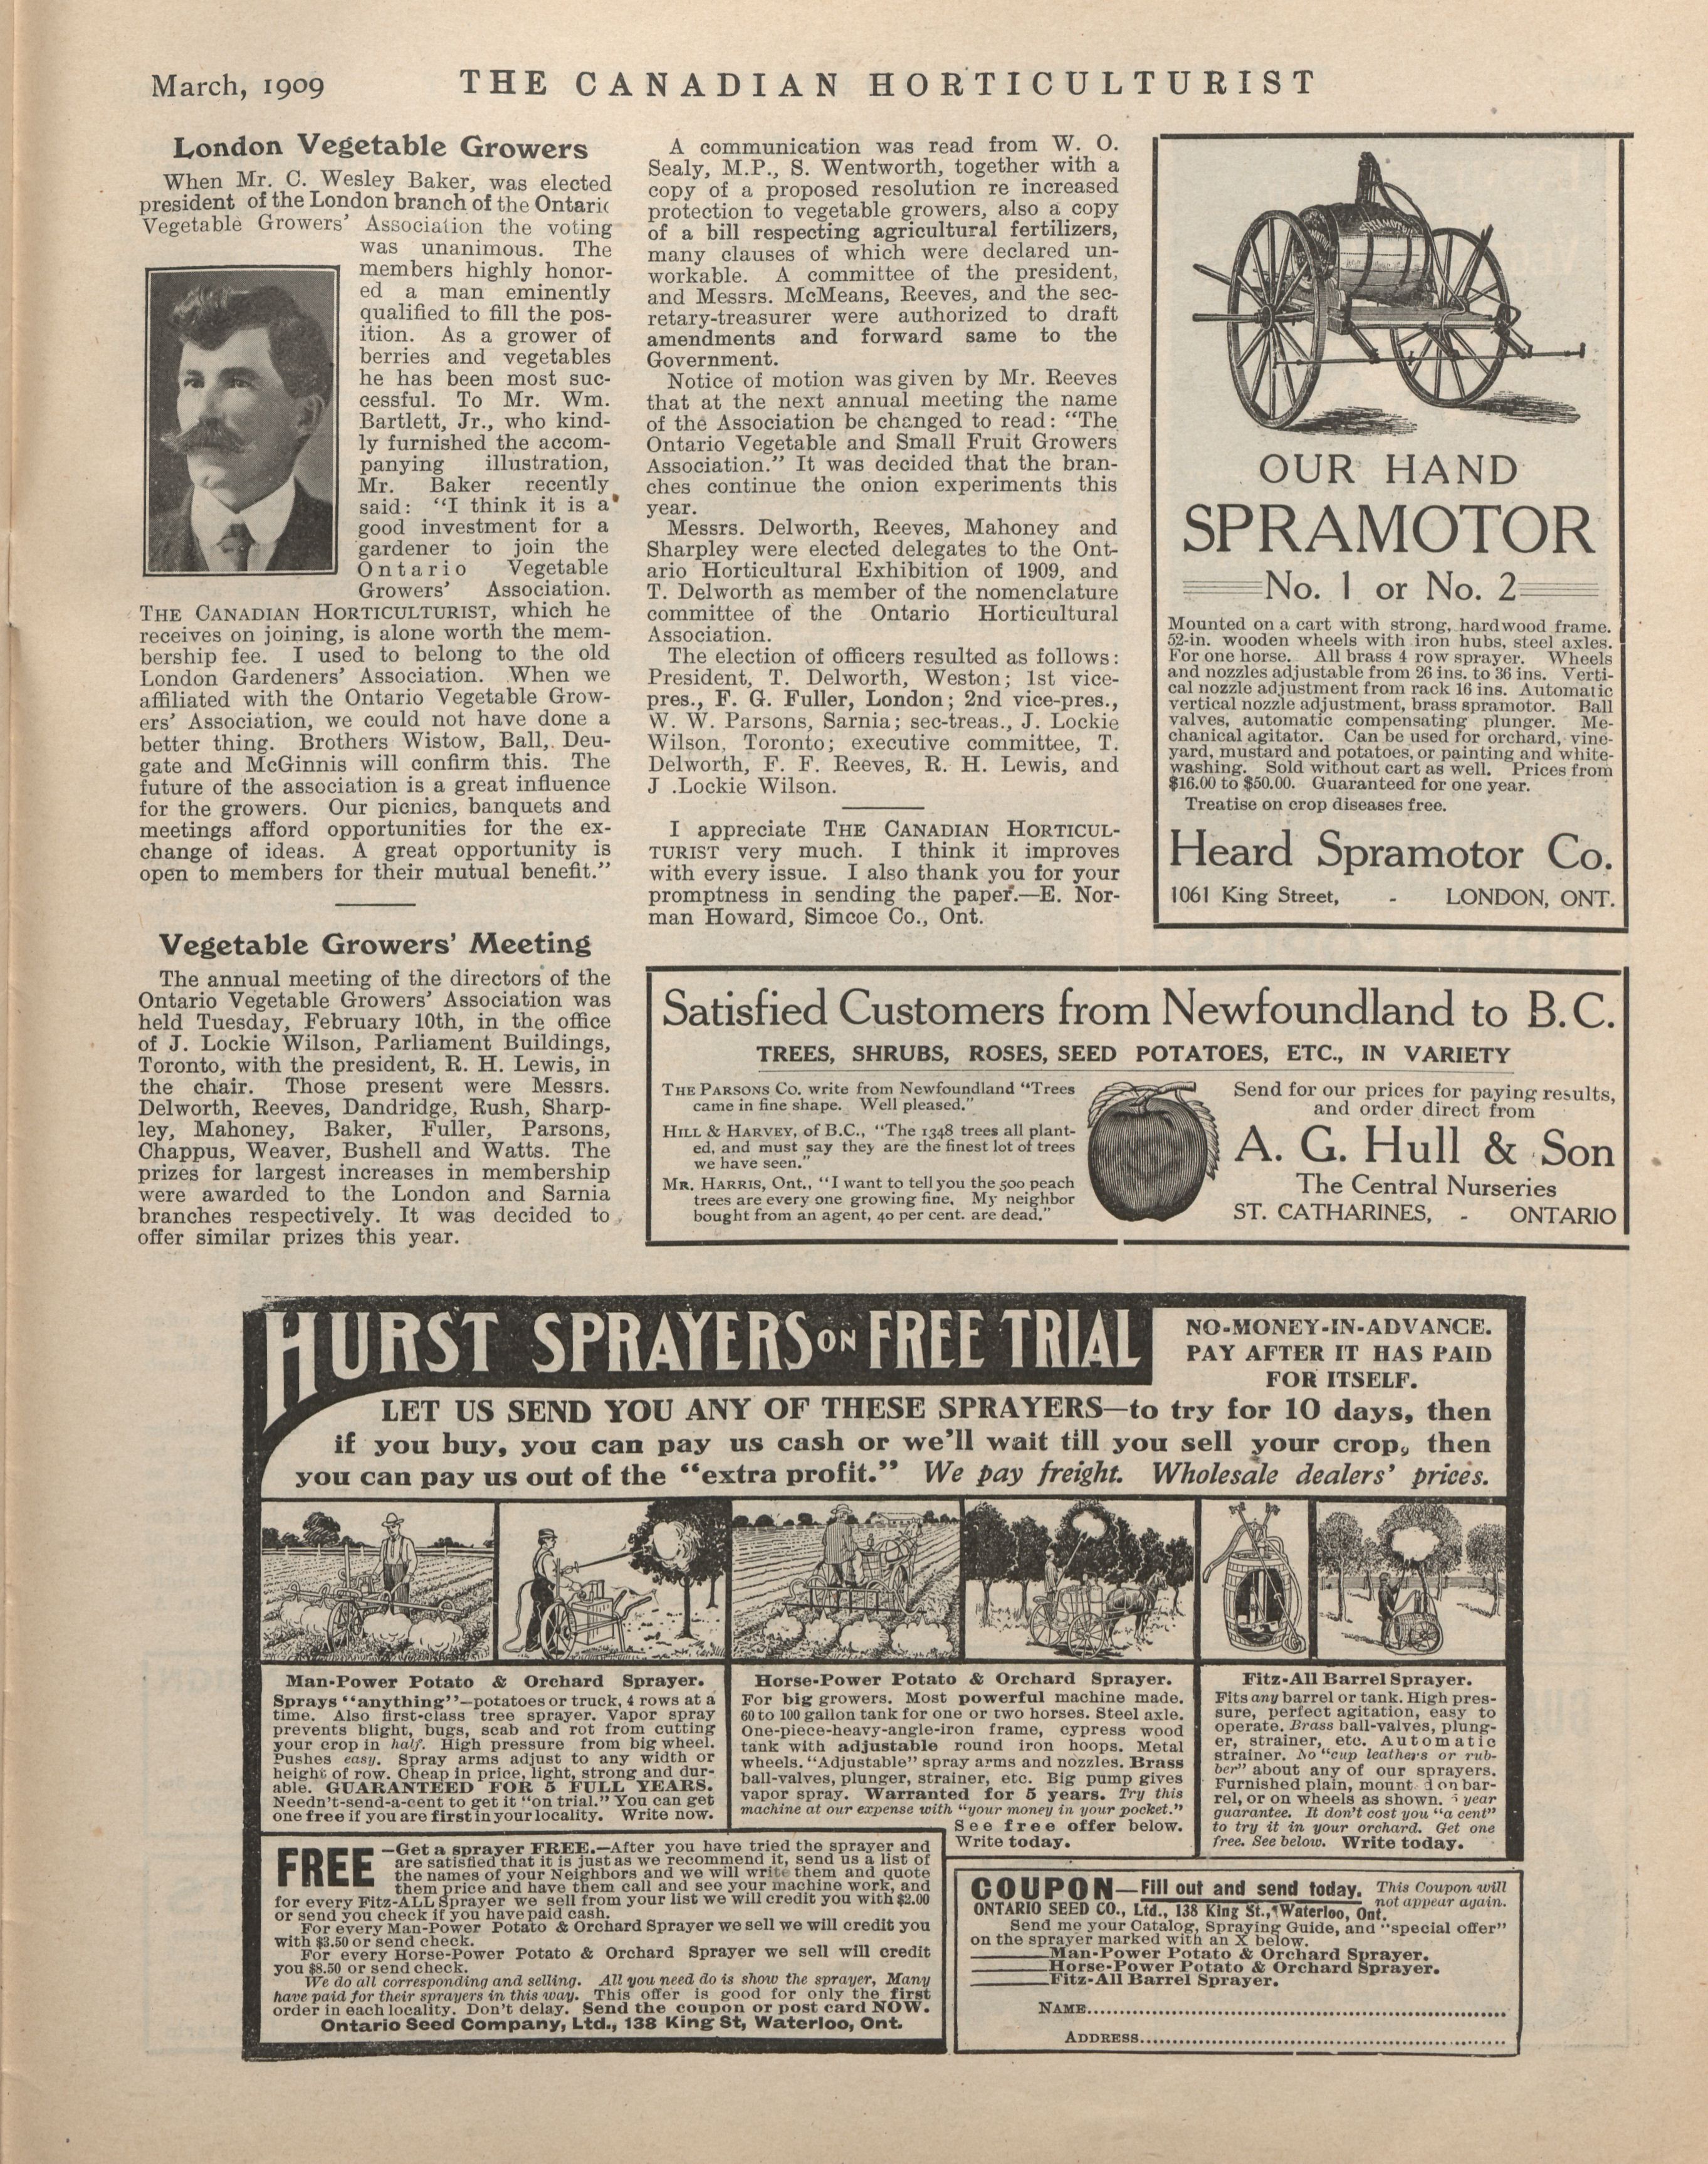 March, 1909
THE CANADIAN HORTICULTURIST
London Vegetable Growers
When Mr. C. Wesley Baker, was elected
president of the London branch of the Ontario
Vegetable Growers' Association the voting
was unanimous. The
members highly honor-
ed a man eminently
qualified to fill the pos-
ition. As a grower of
berries and vegetables
he has been most suc-
cessful. To Mr. Wm.
Bartlett, Jr., who kind-
ly furnished the accom-
panying illustration,
Mr. Baker recently
said: "I think it is a
good investment for a
gardener to join the
Ontario Vegetable
Growers' Association.
THE CANADIAN HORTICULTURIST, which he
receives on joining, is alone worth the mem-
bership fee. I used to belong to the old
London Gardeners' Association. When we
affiliated with the Ontario Vegetable Grow-
ers' Association, we could not have done a
better thing. Brothers Wistow, Ball, Deu-
gate and McGinnis will confirm this. The
future of the association is a great influence
for the growers. Our picnics, banquets and
meetings afford opportunities for the ex-
change of ideas. A great opportunity is
open to members for their mutual benefit."
Vegetable Growers' Meeting
The annual meeting of the directors of the
Ontario Vegetable Growers' Association was
held Tuesday, February 10th, in the office
of J. Lockie Wilson, Parliament Buildings,
Toronto, with the president, R. H. Lewis, in
the chair. Those present were Messrs.
Delworth, Reeves, Dandridge, Rush, Sharp-
ley, Mahoney, Baker, Fuller, Parsons,
Chappus, Weaver, Bushell and Watts. The
prizes for largest increases in membership
were awarded to the London and Sarnia
branches respectively. It was decided to
offer similar prizes this year.
A communication was read from W. O.
Sealy, M.P., S. Wentworth, together with a
copy of a proposed resolution re increased
protection to vegetable growers, also a copy
of a bill respecting agricultural fertilizers,
many clauses of which were declared un-
workable. A committee of the president,
and Messrs. McMeans, Reeves, and the sec-
retary-treasurer were authorized to draft
amendments and forward same to the
Government.
Notice of motion was given by Mr. Reeves
that at the next annual meeting the name
of the Association be changed to read: "The
Ontario Vegetable and Small Fruit Growers
Association." It was decided that the bran-
ches continue the onion experiments this
year.
Messrs. Delworth, Reeves, Mahoney and
Sharpley were elected delegates to the Ont-
ario Horticultural Exhibition of 1909, and
T. Delworth as member of the nomenclature
committee of the Ontario Horticultural
Association.
The election of officers resulted as follows:
President, T. Delworth, Weston; 1st vice-
pres., F. G. Fuller, London; 2nd vice-pres.,
W. W. Parsons, Sarnia; sec-treas., J. Lockie
Wilson, Toronto; executive committee, T.
Delworth, F. F. Reeves, R. H. Lewis, and
J .Lockie Wilson.
I appreciate THE CANADIAN HORTICUL-
TURIST very much. I think it improves
with every issue. I also thank you for your
promptness in sending the paper.—E. Nor-
man Howard, Simcoe Co., Ont.
OUR HAND
SPRAMOTOR
No. 1 or No. 2
Mounted on a cart with strong, hardwood frame.
52-in. wooden wheels with iron hubs, steel axles.
For one horse. All brass 4 row sprayer. Wheels
and nozzles adjustable from 26 ins. to 36 ins. Verti-
cal nozzle adjustment from rack 16 ins. Automatic
vertical nozzle adjustment, brass spramotor. Ball
valves, automatic compensating plunger. Me-
chanical agitator. Can be used for orchard, vine-
yard, mustard and potatoes, or painting and white-
washing. Sold without cart as well. Prices from
$16.00 to $50.00. Guaranteed for one year.
Treatise on crop diseases free.
Heard Spramotor Co.
1061 King Street, - LONDON, ONT.
Satisfied Customers from Newfoundland to B.C.
TREES, SHRUBS, ROSES, SEED POTATOES, ETC., IN VARIETY
THE PARSONS Co. write from Newfoundland "Trees
came in fine shape. Well pleased."
HILL & HARVEY, of B.C., "The 1348 trees all plant-
ed, and must say they are the finest lot of trees
we have seen."
MR. HARRIS, Ont., "I want to tell you the 500 peach
trees are every one growing fine. My neighbor
bought from an agent, 40 per cent. are dead."
Send for our prices for paying results,
and order direct from
A. G. Hull & Son
The Central Nurseries
ST. CATHARINES, - ONTARIO
HURST SPRAYERS ON FREE TRIAL
NO-MONEY-IN-ADVANCE.
PAY AFTER IT HAS PAID
FOR ITSELF.
LET US SEND YOU ANY OF THESE SPRAYERS—to try for 10 days, then
if you buy, you can pay us cash or we'll wait till you sell your crop, then
you can pay us out of the "extra profit." We pay freight. Wholesale dealers' prices.
Man-Power Potato & Orchard Sprayer.
Sprays "anything"—potatoes or truck, 4 rows at a
time. Also first-class tree sprayer. Vapor spray
prevents blight, bugs, scab and rot from cutting
your crop in half. High pressure from big wheel.
Pushes easy. Spray arms adjust to any width or
height of row. Cheap in price, light, strong and dur-
able. GUARANTEED FOR 5 FULL YEARS.
Needn't-send-a-cent to get it "on trial." You can get
one free if you are first in your locality. Write now.
Horse-Power Potato & Orchard Sprayer.
For big growers. Most powerful machine made.
60 to 100 gallon tank for one or two horses. Steel axle.
One-piece-heavy-angle-iron frame, cypress wood
tank with adjustable round iron hoops. Metal
wheels. "Adjustable" spray arms and nozzles. Brass
ball-valves, plunger, strainer, etc. Big pump gives
vapor spray. Warranted for 5 years. Try this
machine at our expense with "your money in your pocket."
See free offer below.
Write today.
Fitz-All Barrel Sprayer.
Fits any barrel or tank. High pres-
sure, perfect agitation, easy to
operate. Brass ball-valves, plung-
er, strainer, etc. Automatic
strainer. No "cup leathers or rub-
ber" about any of our sprayers.
Furnished plain, mount d on bar-
rel, or on wheels as shown. year
guarantee. It don't cost you "a cent"
to try it in your orchard. Get one
free. See below. Write today.
FREE —Get a sprayer FREE.—After you have tried the sprayer and
are satisfied that it is just as we recommend it, send us a list of
the names of your Neighbors and we will write them and quote
them price and have them call and see your machine work, and
for every Fitz-ALL Sprayer we sell from your list we will credit you with $2.00
or send you check if you have paid cash.
For every Man-Power Potato & Orchard Sprayer we sell we will credit you
with $3.50 or send check.
For every Horse-Power Potato & Orchard Sprayer we sell will credit
you $8.50 or send check.
We do all corresponding and selling. All you need do is show the sprayer, Many
have paid for their sprayers in this way. This offer is good for only the first
order in each locality. Don't delay. Send the coupon or post card NOW.
Ontario Seed Company, Ltd., 138 King St, Waterloo, Ont.
COUPON—Fill out and send today. This Coupon will
not appear again.
ONTARIO SEED CO., Ltd., 138 King St., Waterloo, Ont.
Send me your Catalog, Spraying Guide, and "special offer"
on the sprayer marked with an X below.
Man-Power Potato & Orchard Sprayer.
Horse-Power Potato & Orchard Sprayer.
Fitz-All Barrel Sprayer.
NAME
ADDRESS